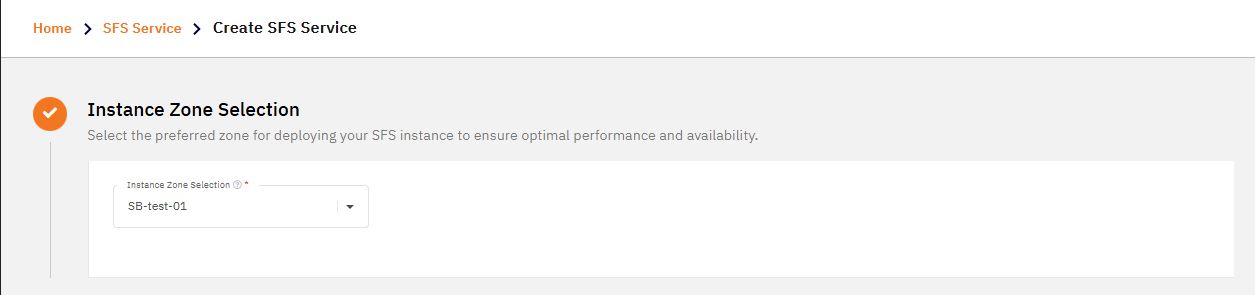 Home > SFS Service > Create SFS Service
Instance Zone Selection
Select the preferred zone for deploying your SFS instance to ensure optimal performance and availability.
Instance Zone Selection ? *
SB-test-01